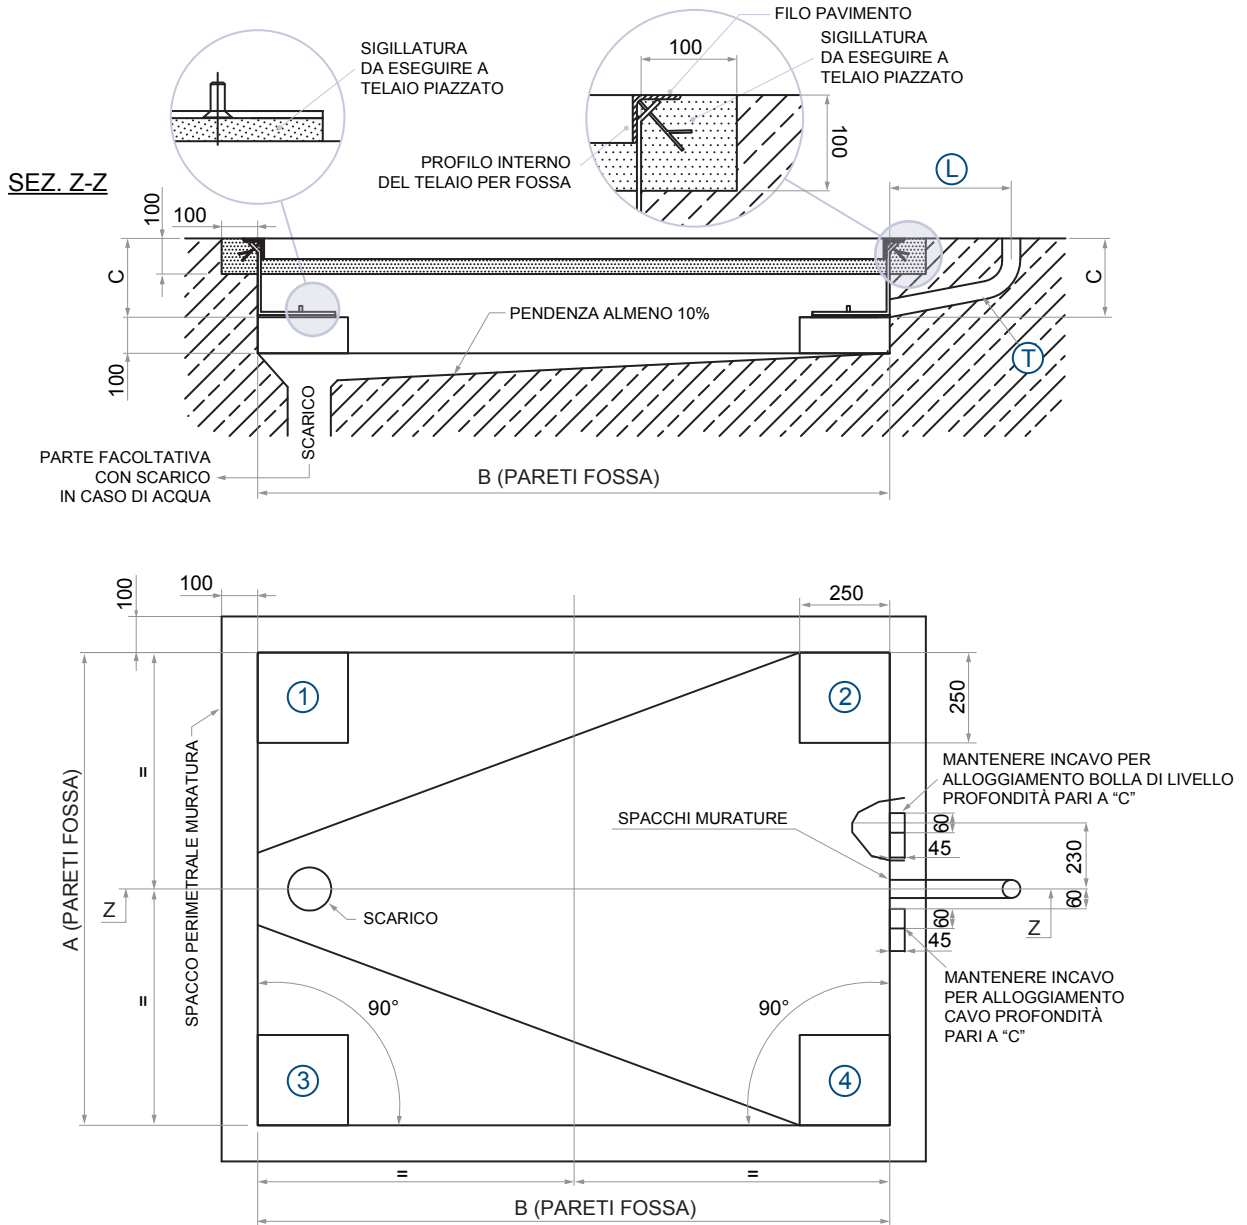 FILO PAVIMENTO
SIGILLATURA
DA ESEGUIRE A
TELAIO PIAZZATO
100
SIGILLATURA
DA ESEGUIRE A
TELAIO PIAZZATO
100
PROFILO INTERNO
DEL TELAIO PER FOSSA
SEZ. Z-Z
L
100
100
C
C
PENDENZA ALMENO 10%
T
100
SCARICO
PARTE FACOLTATIVA
CON SCARICO
IN CASO DI ACQUA
B (PARETI FOSSA)
100
100
250
1
2
250
SPACCO PERIMETRALE MURATURA
A (PARETI FOSSA)
=
=
MANTENERE INCAVO PER
ALLOGGIAMENTO BOLLA DI LIVELLO
PROFONDITÀ PARI A “C”
SPACCHI MURATURE
60
45
230
60
Z
SCARICO
60
Z
45
MANTENERE INCAVO
PER ALLOGGIAMENTO
CAVO PROFONDITÀ
PARI A “C”
90°
90°
3
4
=
=
B (PARETI FOSSA)